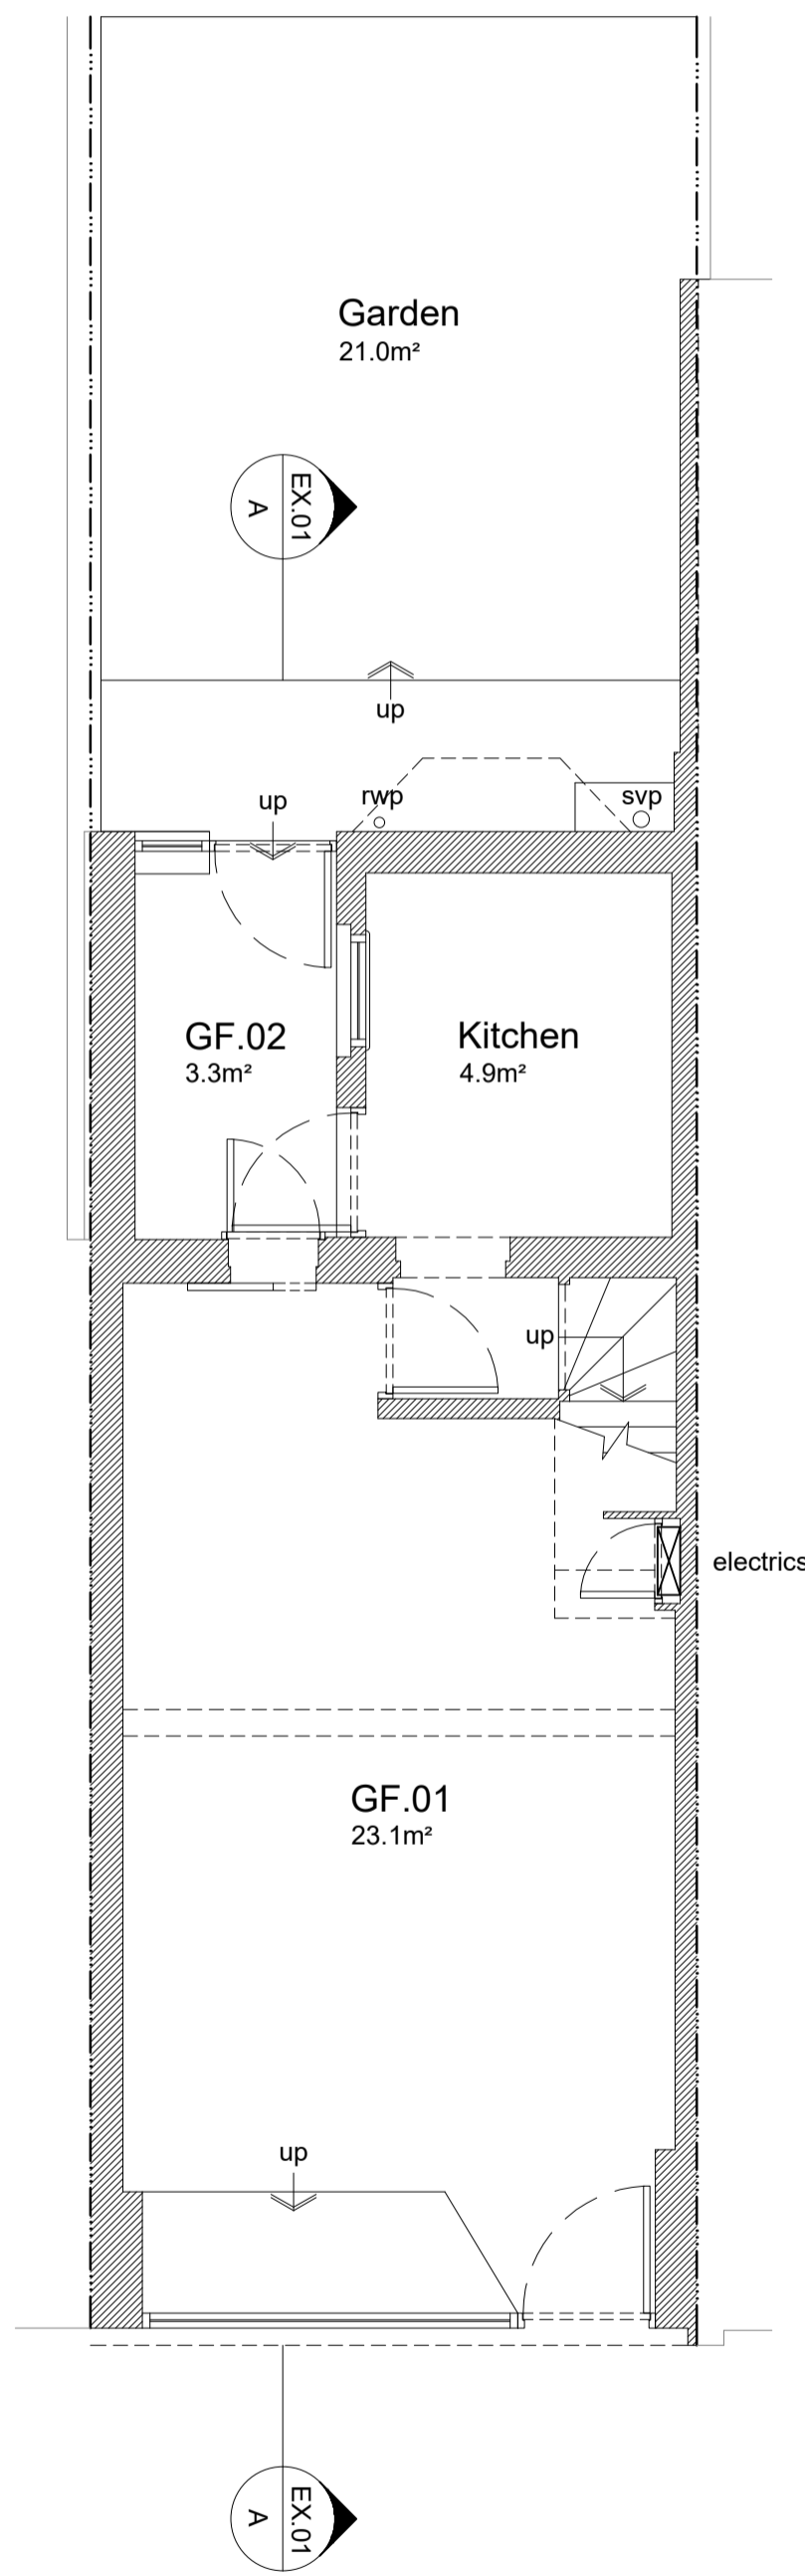 Garden
21.0m²
EX.01
A
up
up
rwp
svp
GF.02
3.3m²
Kitchen
4.9m²
up
electrics
GF.01
23.1m²
up
EX.01
A